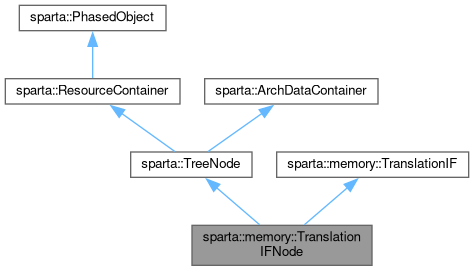 sparta::PhasedObject
sparta::ResourceContainer
sparta::ArchDataContainer
sparta::TreeNode
sparta::memory::TranslationIF
sparta::memory::Translation
IFNode